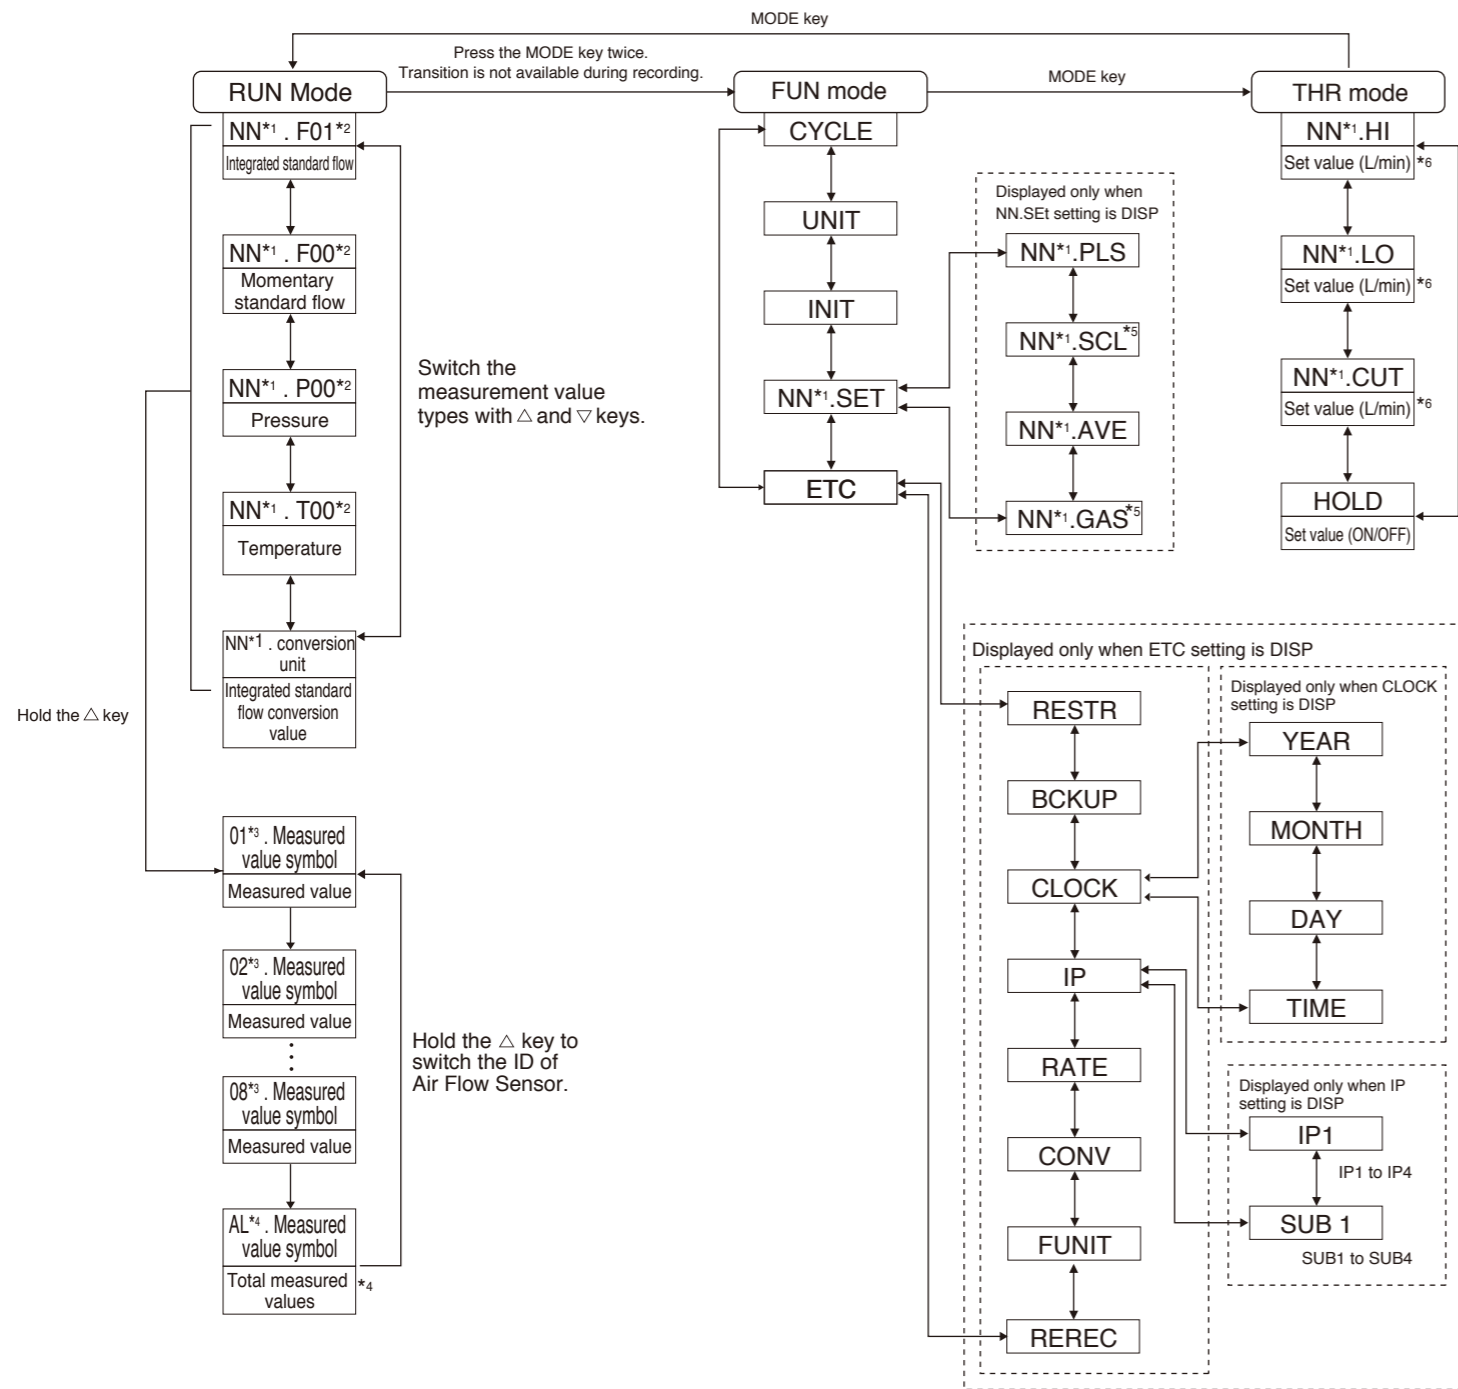 MODE key
Press the MODE key twice.
Transition is not available during recording.
MODE key
RUN Mode
FUN mode
THR mode
NN*1 . F01*2
Integrated standard flow
NN*1 . F00*2
Momentary
standard flow
NN*1 . P00*2
Pressure
NN*1 . T00*2
Temperature
NN*1 . conversion
unit
Integrated standard
flow conversion
value
Switch the
measurement value
types with △ and ▽ keys.
Hold the △ key
01*3 . Measured
value symbol
Measured value
02*3 . Measured
value symbol
Measured value
⋮
08*3 . Measured
value symbol
Measured value
AL*4 . Measured
value symbol
Total measured
values
*4
Hold the △ key to
switch the ID of
Air Flow Sensor.
CYCLE
UNIT
INIT
NN*1.SET
ETC
Displayed only when
NN.SEt setting is DISP
NN*1.PLS
NN*1.SCL*5
NN*1.AVE
NN*1.GAS*5
NN*1.HI
Set value (L/min) *6
NN*1.LO
Set value (L/min) *6
NN*1.CUT
Set value (L/min) *6
HOLD
Set value (ON/OFF)
Displayed only when ETC setting is DISP
RESTR
BCKUP
CLOCK
IP
RATE
CONV
FUNIT
REREC
Displayed only when CLOCK
setting is DISP
YEAR
MONTH
DAY
TIME
Displayed only when IP
setting is DISP
IP1
IP1 to IP4
SUB 1
SUB1 to SUB4